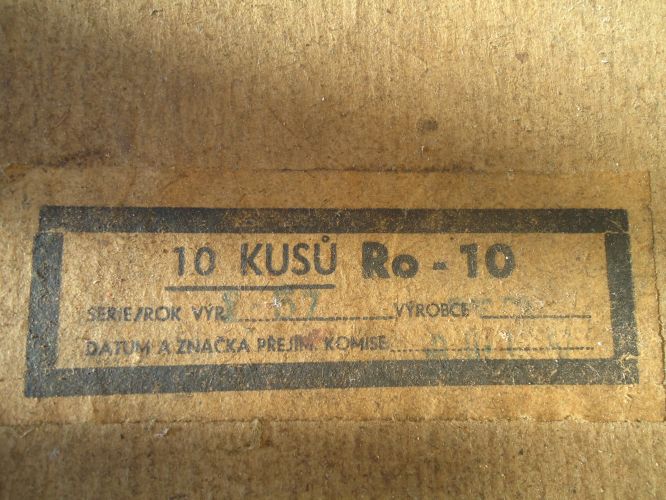 10 KUSŮ Ro - 10
SERIE/ROK VÝR VÝROBCE
DATUM A ZNAČKA PŘEJÍM. KOMISE